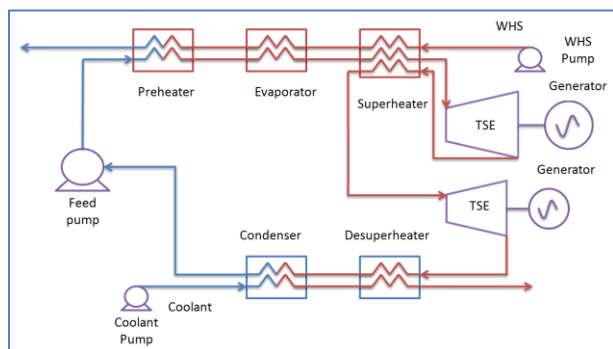 WHS
WHS
Pump
Preheater
Evaporator
Superheater
Generator
TSE
Generator
TSE
Feed
pump
Condenser
Desuperheater
Coolant
Coolant
Pump